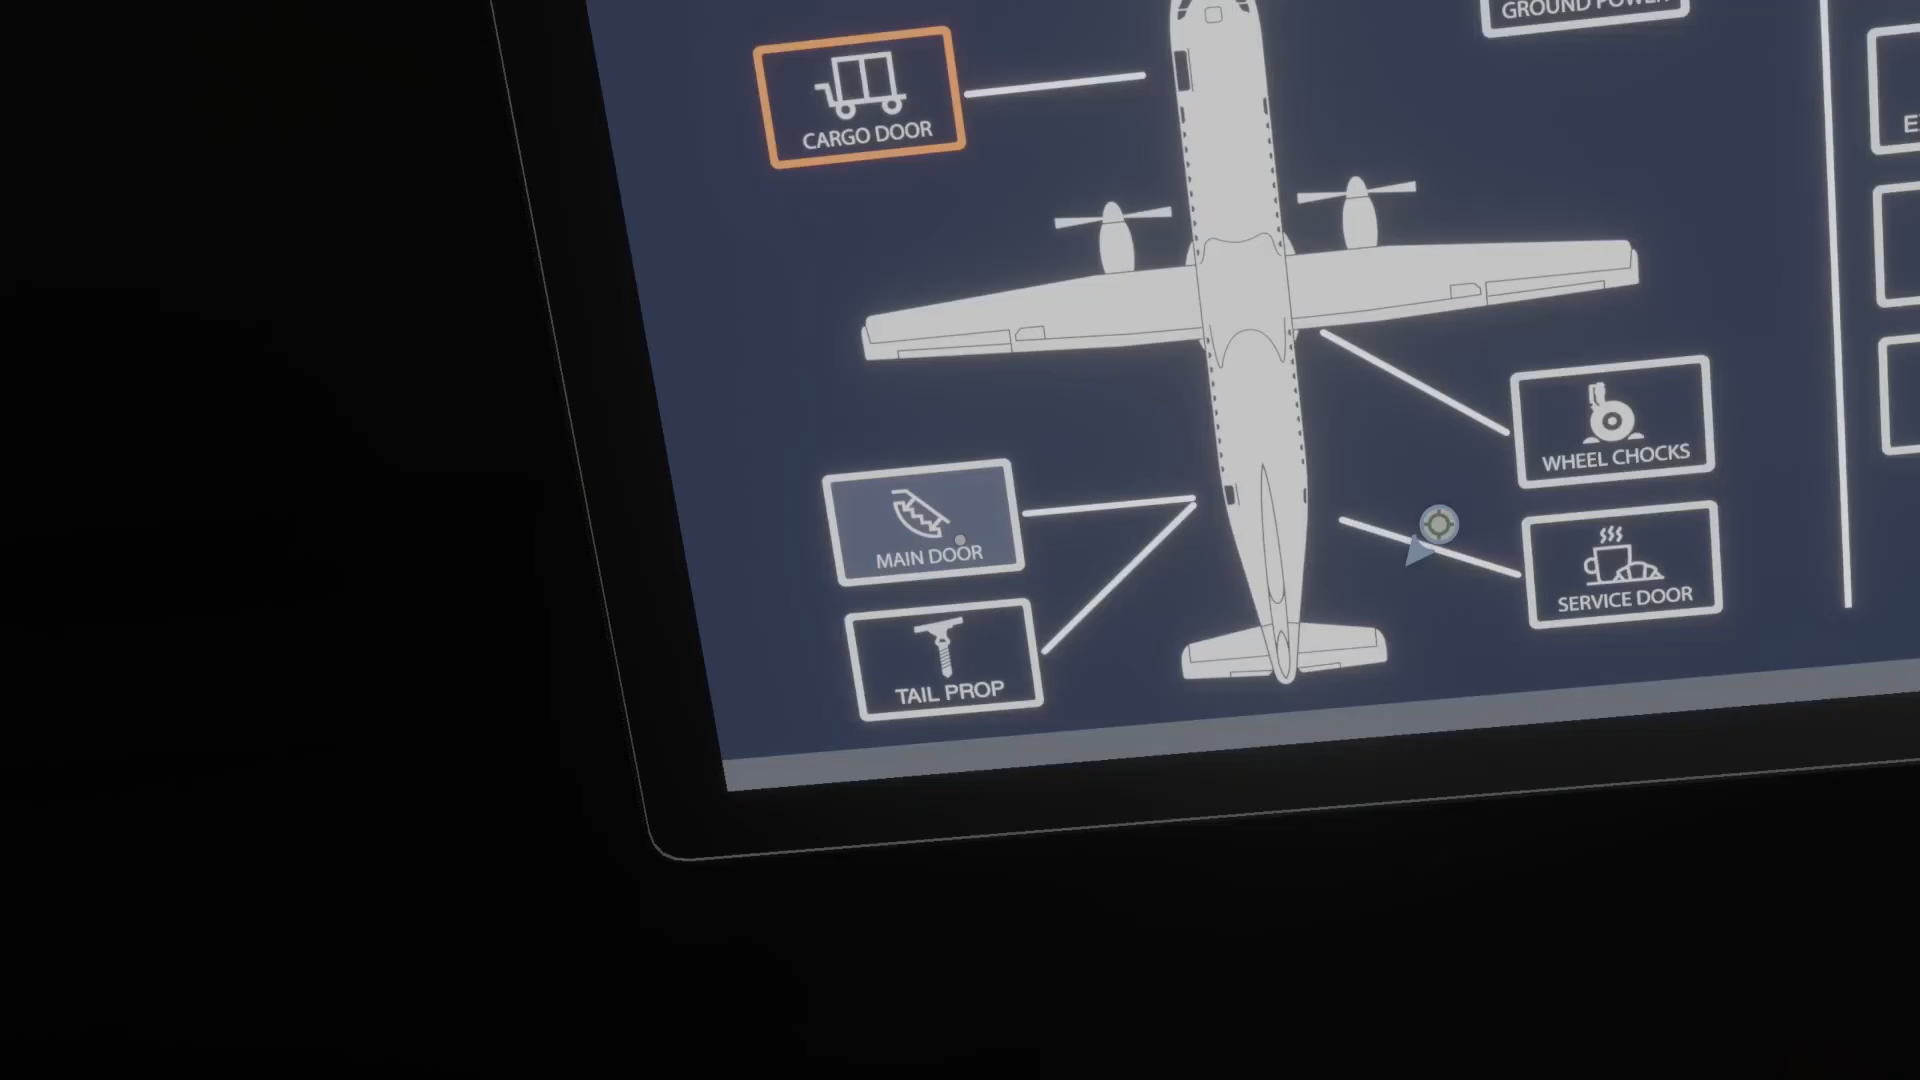 GROUND POWER
CARGO DOOR
WHEEL CHOCKS
MAIN DOOR
SERVICE DOOR
TAIL PROP